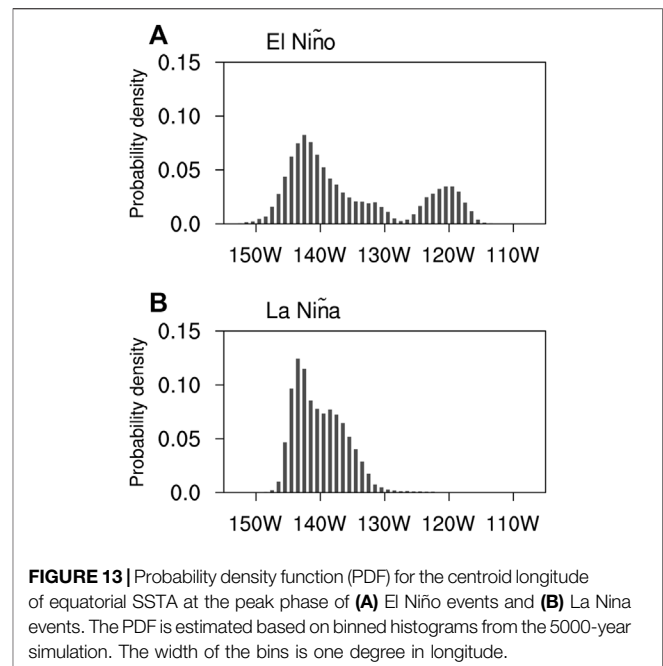 A
El Niño
Probability density
0.15
0.10
0.05
0.0
150W 140W 130W 120W 110W
B
La Niña
Probability density
0.15
0.10
0.05
0.0
150W 140W 130W 120W 110W
FIGURE 13 | Probability density function (PDF) for the centroid longitude
of equatorial SSTA at the peak phase of (A) El Niño events and (B) La Nina
events. The PDF is estimated based on binned histograms from the 5000-year
simulation. The width of the bins is one degree in longitude.